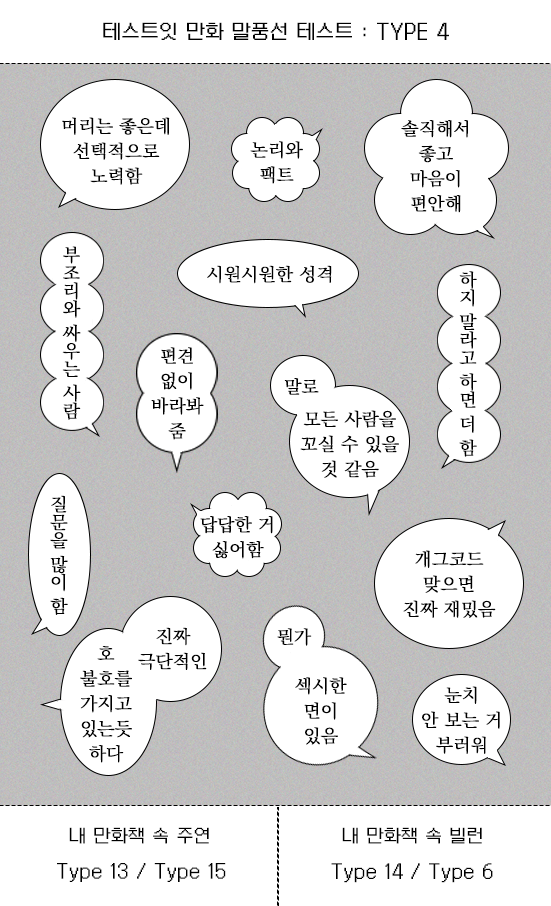 테스트잇 만화 말풍선 테스트 : TYPE 4
머리는 좋은데
선택적으로
노력함
논리와
팩트
솔직해서
좋고
마음이
편안해
부조리와 싸우는 사람
시원시원한 성격
하지 말라고 하면 더 함
편견
없이
바라봐
줌
말로
모든 사람을
꼬실 수 있을
것 같음
질문을 많이 함
답답한 거
싫어함
개그코드
맞으면
진짜 재밌음
진짜
극단적인
호
불호를
가지고
있는듯
하다
뭔가
섹시한
면이
있음
눈치
안 보는 거
부러워
내 만화책 속 주연
Type 13 / Type 15
내 만화책 속 빌런
Type 14 / Type 6